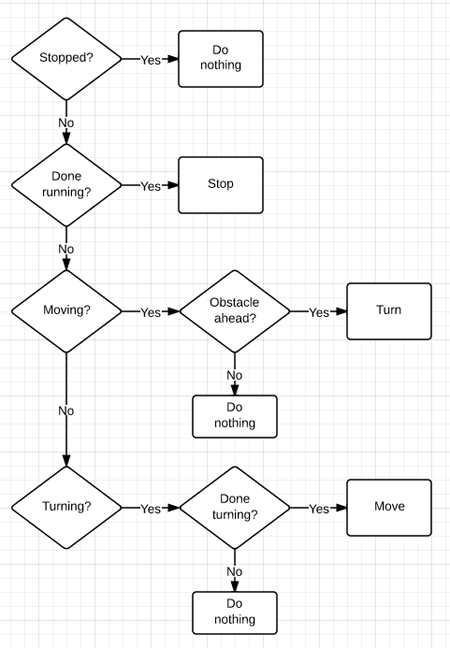 Stopped?
Yes
Do
nothing
No
Done
running?
Yes
Stop
No
Moving?
Yes
Obstacle
ahead?
Yes
Turn
No
Do
nothing
No
Turning?
Yes
Done
turning?
Yes
Move
No
Do
nothing